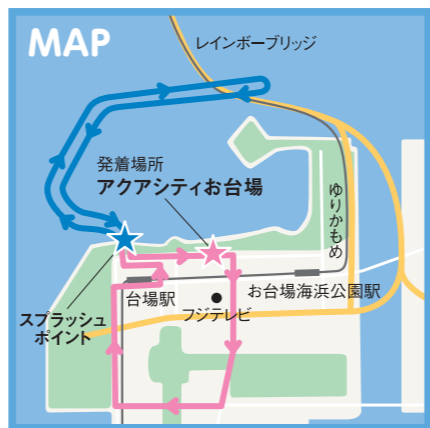 MAP
レインボーブリッジ
発着場所
アクアシティお台場
ゆりかもめ
台場駅
お台場海浜公園駅
フジテレビ
スプラッシュ
ポイント